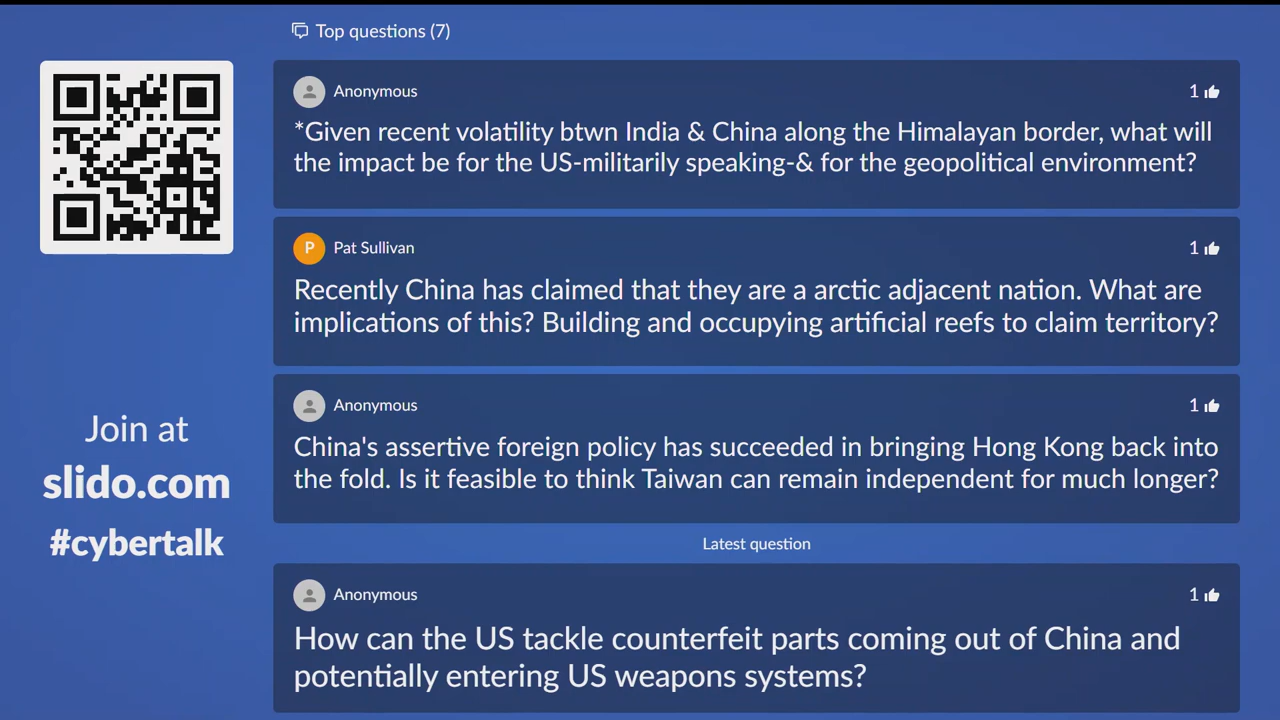 Top questions (7)
Anonymous
1
*Given recent volatility btwn India & China along the Himalayan border, what will
the impact be for the US-militarily speaking-& for the geopolitical environment?
P
Pat Sullivan
1
Recently China has claimed that they are a arctic adjacent nation. What are
implications of this? Building and occupying artificial reefs to claim territory?
Anonymous
1
China's assertive foreign policy has succeeded in bringing Hong Kong back into
the fold. Is it feasible to think Taiwan can remain independent for much longer?
Latest question
Anonymous
1
How can the US tackle counterfeit parts coming out of China and
potentially entering US weapons systems?
Join at
slido.com
#cybertalk